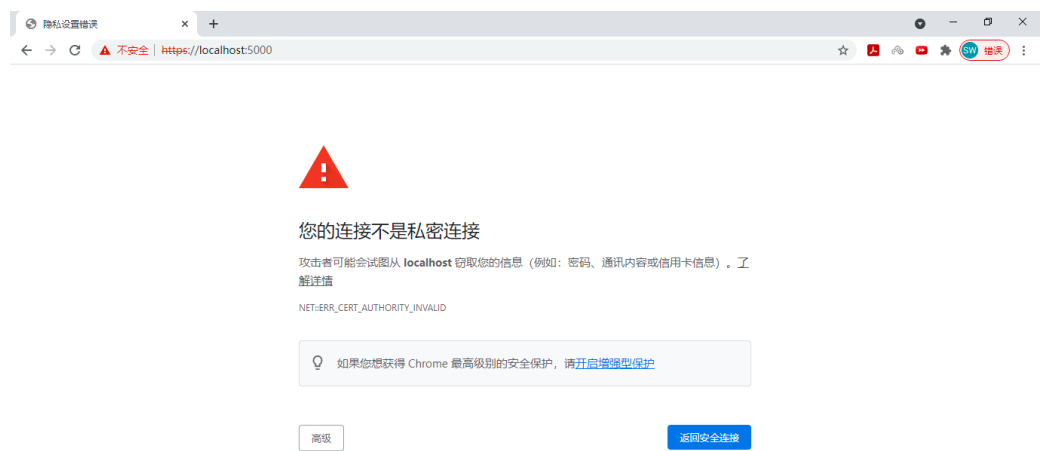 隐私设置错误
不安全 | https://localhost:5000
SW 错误
您的连接不是私密连接
攻击者可能会试图从 localhost 窃取您的信息（例如：密码、通讯内容或信用卡信息）。了
解详情
NET::ERR_CERT_AUTHORITY_INVALID
如果您想获得 Chrome 最高级别的安全保护，请开启增强型保护
高级
返回安全连接